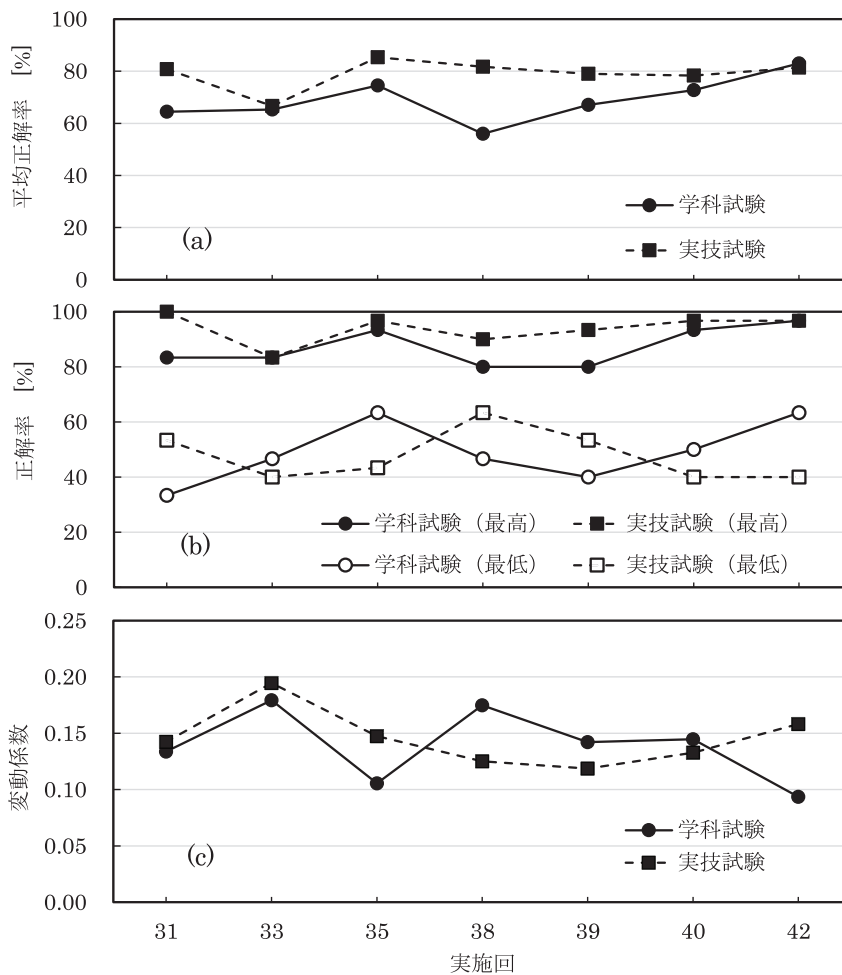 100
80
60
40
20
0
平均正解率 [%]
(a)
学科試験
実技試験
100
80
60
40
20
0
正解率 [%]
(b)
学科試験（最高） 実技試験（最高）
学科試験（最低） 実技試験（最低）
0.25
0.20
0.15
0.10
0.05
0.00
変動係数
(c)
学科試験
実技試験
31 33 35 38 39 40 42
実施回